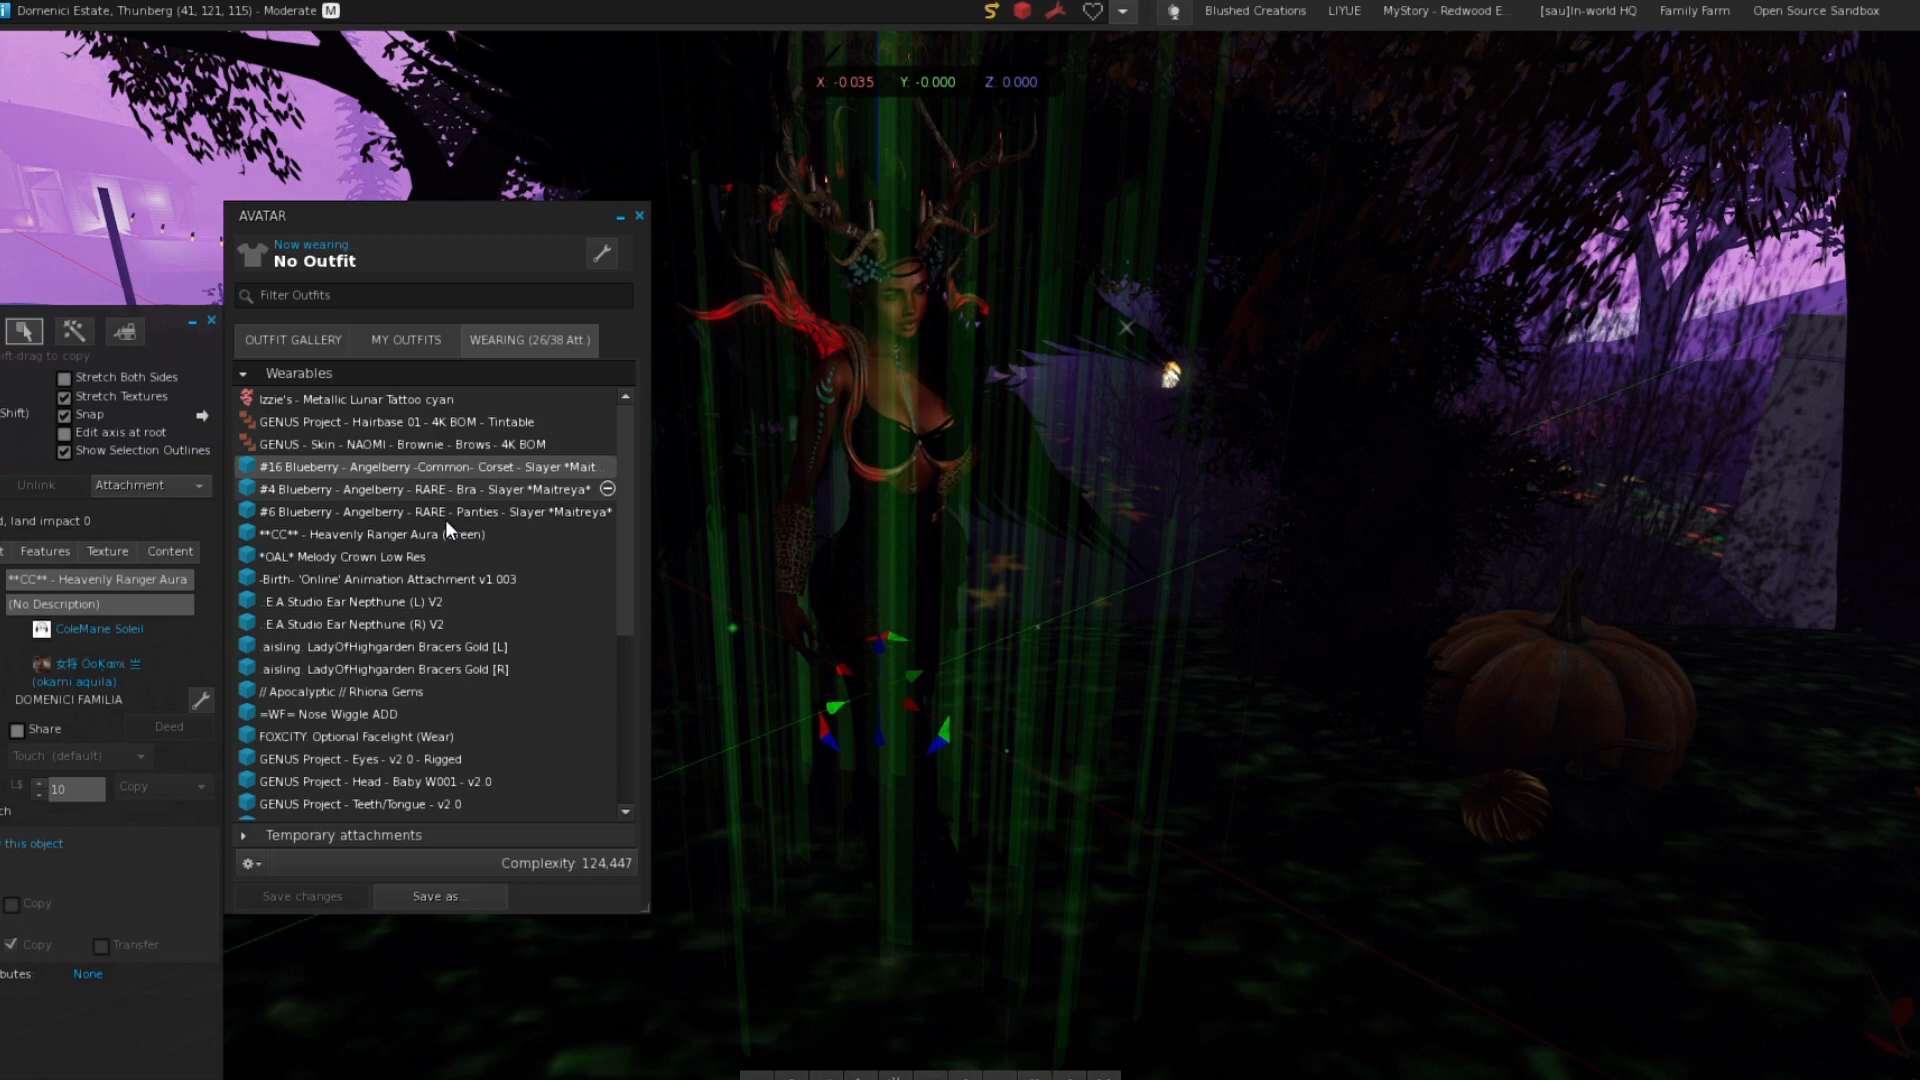 Domenici Estate, Thunberg (41, 121, 115) - Moderate M
Blushed Creations LIYUE MyStory - Redwood E... [sau]In-world HQ Family Farm Open Source Sandbox
X: -0.035 Y: -0.000 Z: 0.000
ift-drag to copy
Stretch Both Sides
Stretch Textures
Shift) Snap
Edit axis at root
Show Selection Outlines
Unlink Attachment
d, land impact 0
t Features Texture Content
**CC** - Heavenly Ranger Aura
(No Description)
ColeMarie Soleil
(okami.aquila)
DOMENICI FAMILIA
Share Deed
Touch (default)
L$ 10 Copy
ch
this object
Copy
Copy Transfer
butes: None
AVATAR
Now wearing
No Outfit
Filter Outfits
OUTFIT GALLERY MY OUTFITS WEARING (26/38 Att.)
Wearables
Izzie's - Metallic Lunar Tattoo cyan
GENUS Project - Hairbase 01 - 4K BOM - Tintable
GENUS - Skin - NAOMI - Brownie - Brows - 4K BOM
#16 Blueberry - Angelberry -Common- Corset - Slayer *Mait...
#4 Blueberry - Angelberry - RARE - Bra - Slayer *Maitreya*
#6 Blueberry - Angelberry - RARE - Panties - Slayer *Maitreya*
**CC** - Heavenly Ranger Aura (reen)
*OAL* Melody Crown Low Res
-Birth- 'Online' Animation Attachment v1.003
.:E.A.Studio Ear Nepthune (L) V2
.:E.A.Studio Ear Nepthune (R) V2
.aisling. LadyOfHighgarden Bracers Gold [L]
.aisling. LadyOfHighgarden Bracers Gold [R]
// Apocalyptic // Rhiona Gems
=WF= Nose Wiggle ADD
FOXCITY. Optional Facelight (Wear)
GENUS Project - Eyes - v2.0 - Rigged
GENUS Project - Head - Baby W001 - v2.0
GENUS Project - Teeth/Tongue - v2.0
Temporary attachments
Complexity: 124,447
Save changes Save as...